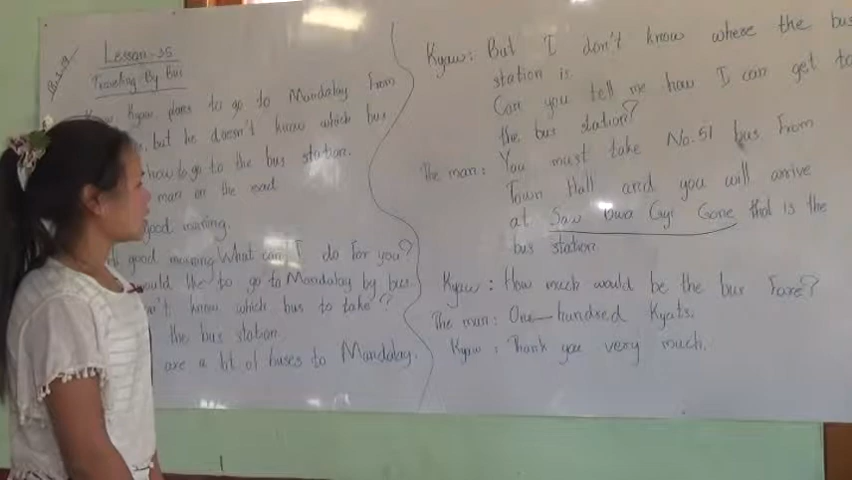 Lesson-35
Traveling By Bus
Kyaw plans to go to Mandalay From
, but he doesn't know which bus
how to go to the bus station.
man on the road
good morning.
good morning, What can I do for you?
would like to go to Mandalay by bus.
know which bus to take?
the bus station.
are a lot of buses to Mandalay.
Kyaw: But I don't know where the bus
station is.
Can you tell me how I can get to
the bus station?
The man: You must take No.51 bus from
Town Hall and you will arrive
at Saw Bwa Gyi Gone that is the
bus station
Kyaw: How much would be the bus Fare?
The man: One-hundred Kyats.
Kyaw: Thank you very much.